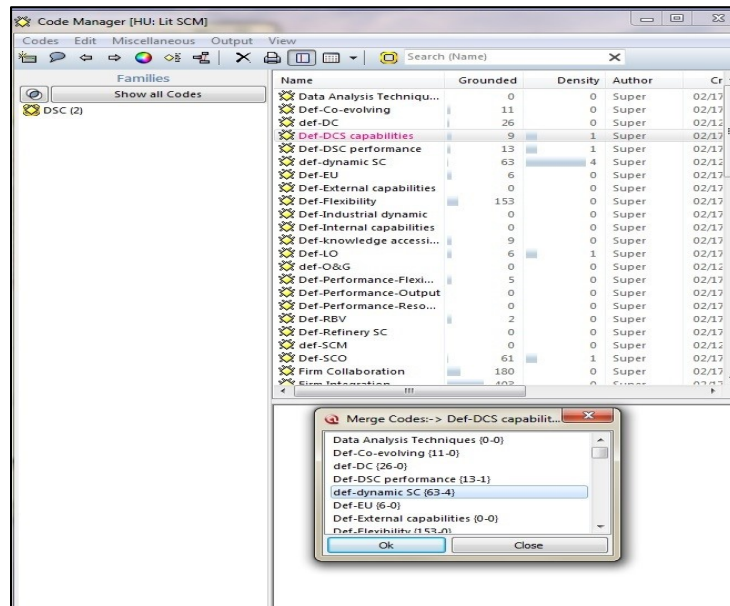 Code Manager [HU: Lit SCM]
Codes Edit Miscellaneous Output View
Search (Name)
Families
Show all Codes
DSC (2)
Name Grounded Density Author Cr
Data Analysis Techniqu... 0 0 Super 02/17
Def-Co-evolving 11 0 Super 02/17
def-DC 26 0 Super 02/12
Def-DCS capabilities 9 1 Super 02/17
Def-DSC performance 13 1 Super 02/17
def-dynamic SC 63 4 Super 02/12
Def-EU 6 0 Super 02/17
Def-External capabilities 0 0 Super 02/17
Def-Flexibility 153 0 Super 02/17
Def-Industrial dynamic 0 0 Super 02/17
Def-Internal capabilities 0 0 Super 02/17
Def-knowledge accessi... 9 0 Super 02/17
Def-LO 6 1 Super 02/17
def-O&G 0 0 Super 02/12
Def-Performance-Flexi... 5 0 Super 02/17
Def-Performance-Output 0 0 Super 02/17
Def-Performance-Reso... 0 0 Super 02/17
Def-RBV 2 0 Super 02/17
Def-Refinery SC 0 0 Super 02/17
def-SCM 0 0 Super 02/12
Def-SCO 61 1 Super 02/17
Firm Collaboration 180 0 Super 02/17
Firm Integration 403 0 Super 02/17
Merge Codes:-> Def-DCS capabilit...
Data Analysis Techniques {0-0}
Def-Co-evolving {11-0}
def-DC {26-0}
Def-DSC performance {13-1}
def-dynamic SC {63-4}
Def-EU {6-0}
Def-External capabilities {0-0}
Def-Flexibility {153-0}
Ok Close